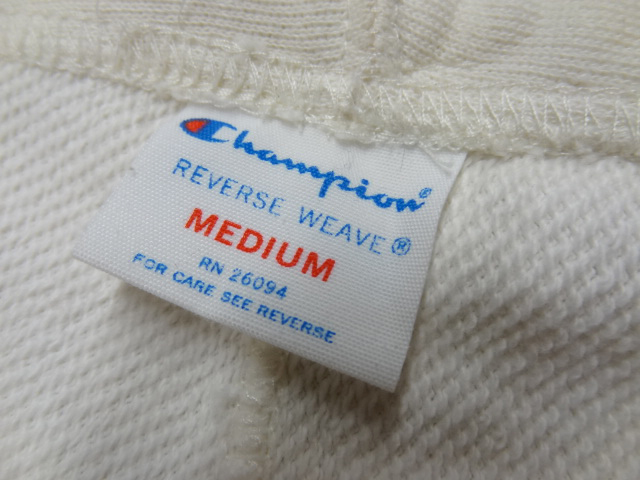 Champion®
REVERSE WEAVE®
MEDIUM
RN 26094
FOR CARE SEE REVERSE